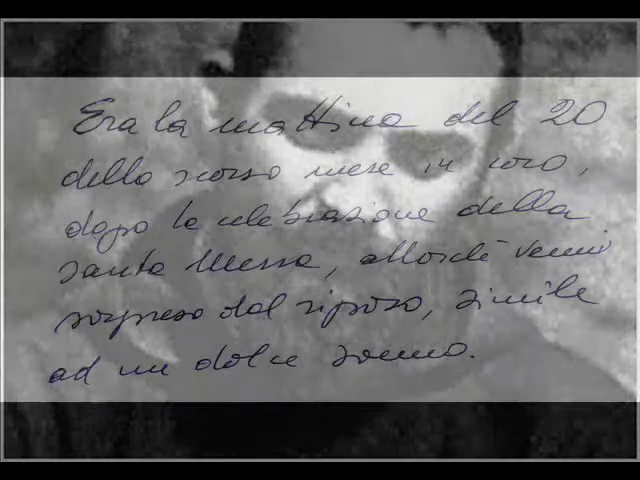 Era la mattina del 20
dello scorso mese in coro,
dopo la celebrazione della
santa Messa, allorché venni
sorpreso dal riposo, simile
ad un dolce sonno.